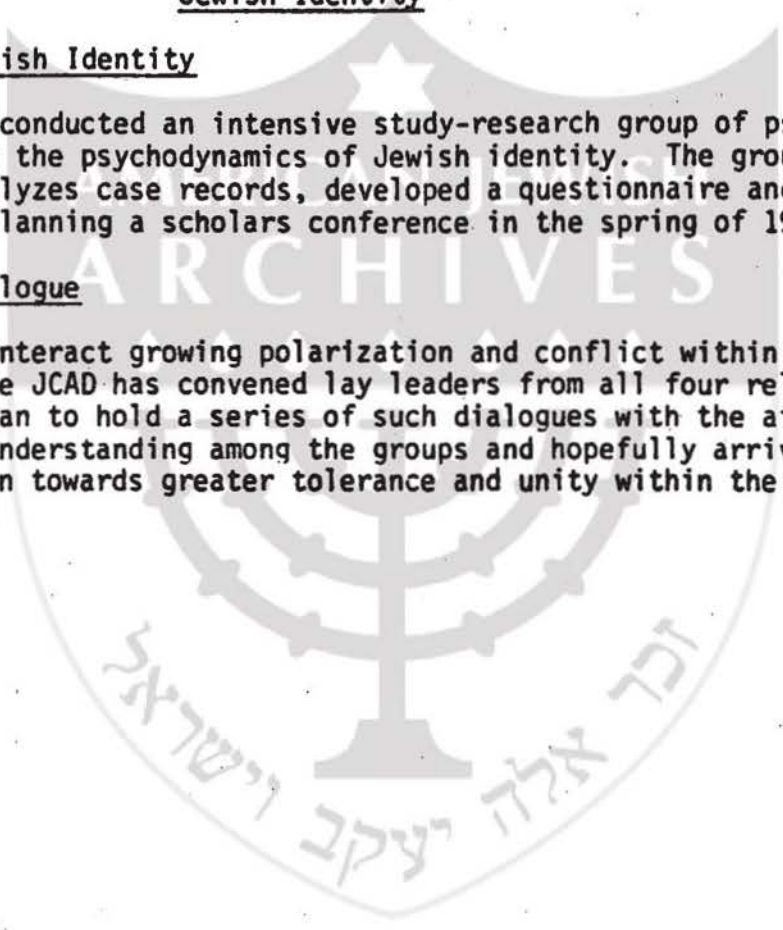 Jewish Identity
ish Identity
conducted an intensive study-research group of p
the psychodynamics of Jewish identity. The gro
lyzes case records, developed a questionnaire an
lanning a scholars conference in the spring of 19
logue
nteract growing polarization and conflict within
e JCAD has convened lay leaders from all four re
an to hold a series of such dialogues with the a
nderstanding among the groups and hopefully arri
n towards greater tolerance and unity within the
AMERICAN JEWISH
ARCHIVES
זכר אלה יעקב וישראל